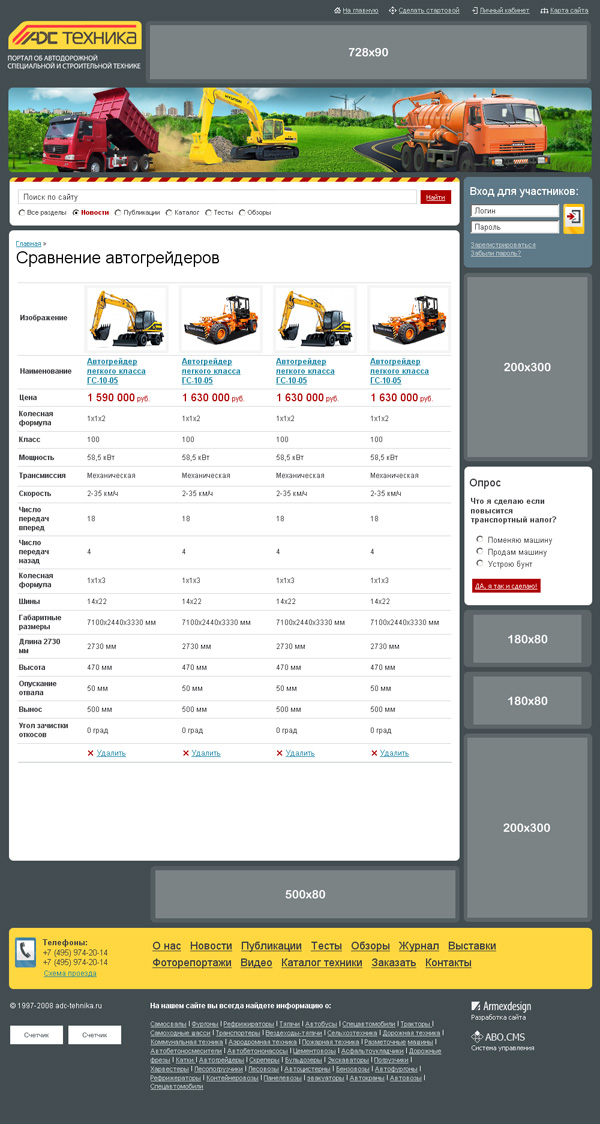 На главную Сделать стартовой Личный кабинет Карта сайта
АДС техника
ПОРТАЛ ОБ АВТОДОРОЖНОЙ
СПЕЦИАЛЬНОЙ И СТРОИТЕЛЬНОЙ ТЕХНИКЕ
728x90
Поиск по сайту Найти
Все разделы Новости Публикации Каталог Тесты Обзоры
Вход для участников:
Логин
Пароль
Зарегистрироваться
Забыли пароль?
Главная »
Сравнение автогрейдеров
Изображение
Наименование Автогрейдер легкого класса ГС-10-05 Автогрейдер легкого класса ГС-10-05 Автогрейдер легкого класса ГС-10-05 Автогрейдер легкого класса ГС-10-05
Цена 1 590 000 руб. 1 630 000 руб. 1 630 000 руб. 1 630 000 руб.
Колесная формула 1x1x2 1x1x2 1x1x2 1x1x2
Класс 100 100 100 100
Мощность 58,5 кВт 58,5 кВт 58,5 кВт 58,5 кВт
Трансмиссия Механическая Механическая Механическая Механическая
Скорость 2-35 км/ч 2-35 км/ч 2-35 км/ч 2-35 км/ч
Число передач вперед 18 18 18 18
Число передач назад 4 4 4 4
Колесная формула 1x1x3 1x1x3 1x1x3 1x1x3
Шины 14x22 14x22 14x22 14x22
Габаритные размеры 7100x2440x3330 мм 7100x2440x3330 мм 7100x2440x3330 мм 7100x2440x3330 мм
Длина 2730 мм 2730 мм 2730 мм 2730 мм 2730 мм
Высота 470 мм 470 мм 470 мм 470 мм
Опускание отвала 50 мм 50 мм 50 мм 50 мм
Вынос 500 мм 500 мм 500 мм 500 мм
Угол зачистки откосов 0 град 0 град 0 град 0 град
Удалить Удалить Удалить Удалить
200x300
Опрос
Что я сделаю если
повысится
транспортный налог?
Поменяю машину
Продам машину
Устрою бунт
ДА, я так и сделаю!
180x80
180x80
200x300
500x80
Телефоны:
+7 (495) 974-20-14
+7 (495) 974-20-14
Схема проезда
О нас Новости Публикации Тесты Обзоры Журнал Выставки
Фоторепортажи Видео Каталог техники Заказать Контакты
© 1997-2008 adc-tehnika.ru
Счетчик Счетчик
На нашем сайте вы всегда найдете информацию о:
Самосвалы | Фургоны | Рефрижираторы | Тягачи | Автобусы | Спецавтомобили | Тракторы |
Самоходные шасси | Транспортеры | Вездеходы-тягачи | Сельхозтехника | Дорожная техника |
Коммунальная техника | Аэродромная техника | Пожарная техника | Разметочные машины |
Автобетоносмесители | Автобетононасосы | Цементовозы | Асфальтоукладчики | Дорожные
фрезы | Катки | Автогрейдеры | Скреперы | Бульдозеры | Экскаваторы | Погрузчики |
Харвестеры | Лесопогрузчики | Лесовозы | Автоцистерны | Бензовозы | Автофургоны |
Рефрижераторы | Контейнеровозы | Панелевозы | эвакуаторы | Автокраны | Автовозы |
Спецавтомобили
Armexdesign
Разработка сайта
ABO.CMS
Система управления